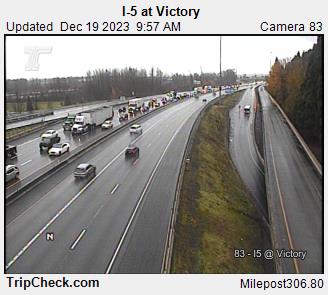 I-5 at Victory
Updated Dec 19 2023 9:57 AM Camera 83
Tr
N
83 - I5 @ Victory
TripCheck.com Milepost306.80